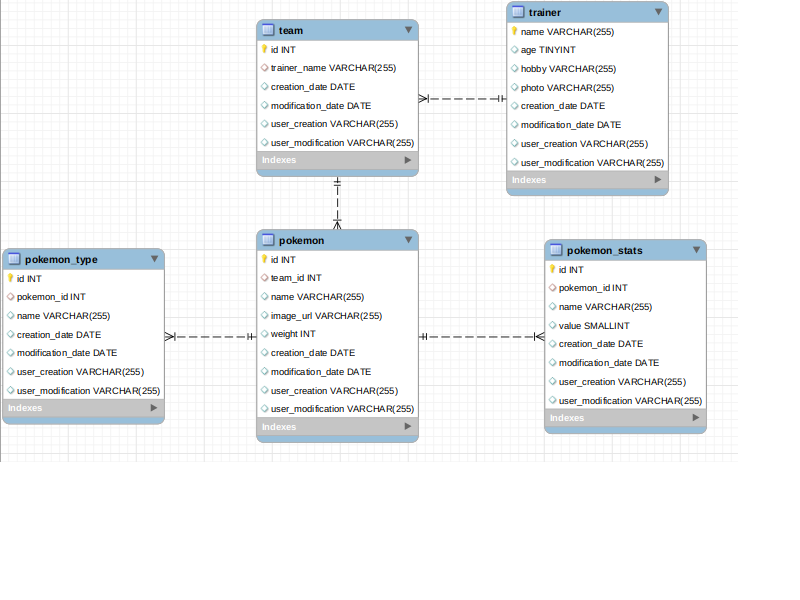 team
id INT
trainer_name VARCHAR(255)
creation_date DATE
modification_date DATE
user_creation VARCHAR(255)
user_modification VARCHAR(255)
Indexes
trainer
name VARCHAR(255)
age TINYINT
hobby VARCHAR(255)
photo VARCHAR(255)
creation_date DATE
modification_date DATE
user_creation VARCHAR(255)
user_modification VARCHAR(255)
Indexes
pokemon_type
id INT
pokemon_id INT
name VARCHAR(255)
creation_date DATE
modification_date DATE
user_creation VARCHAR(255)
user_modification VARCHAR(255)
Indexes
pokemon
id INT
team_id INT
name VARCHAR(255)
image_url VARCHAR(255)
weight INT
creation_date DATE
modification_date DATE
user_creation VARCHAR(255)
user_modification VARCHAR(255)
Indexes
pokemon_stats
id INT
pokemon_id INT
name VARCHAR(255)
value SMALLINT
creation_date DATE
modification_date DATE
user_creation VARCHAR(255)
user_modification VARCHAR(255)
Indexes